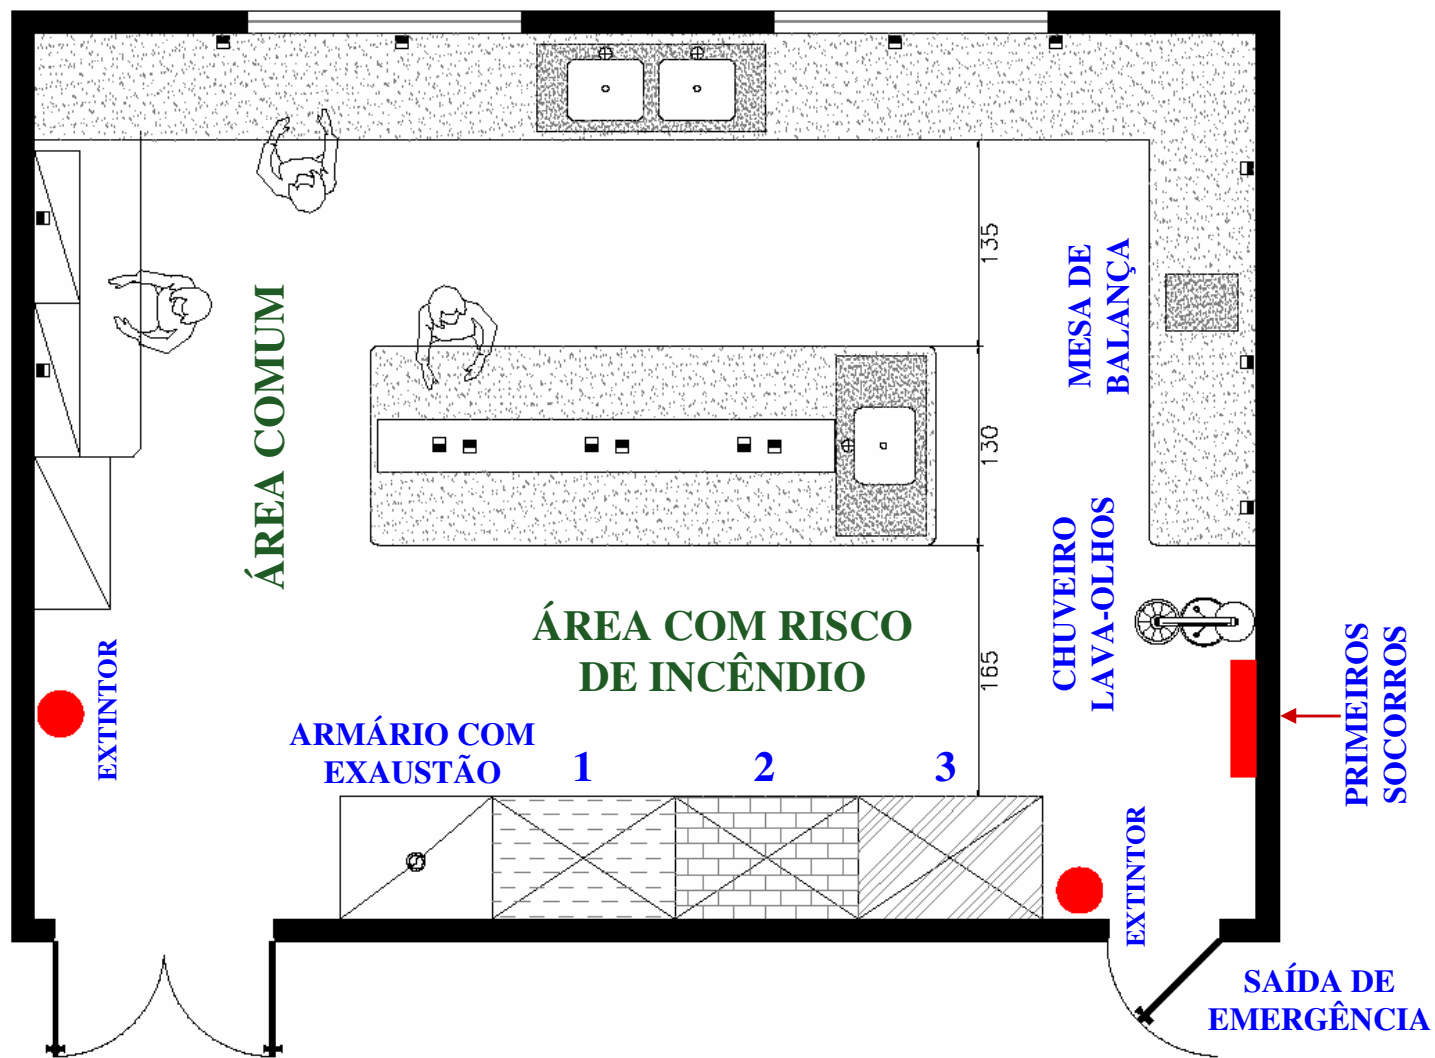 135
MESA DE
BALANÇA
ÁREA COMUM
130
CHUVEIRO
LAVA-OLHOS
ÁREA COM RISCO
DE INCÊNDIO
165
PRIMEIROS
SOCORROS
EXTINTOR
ARMÁRIO COM
EXAUSTÃO
1
2
3
EXTINTOR
SAÍDA DE
EMERGÊNCIA